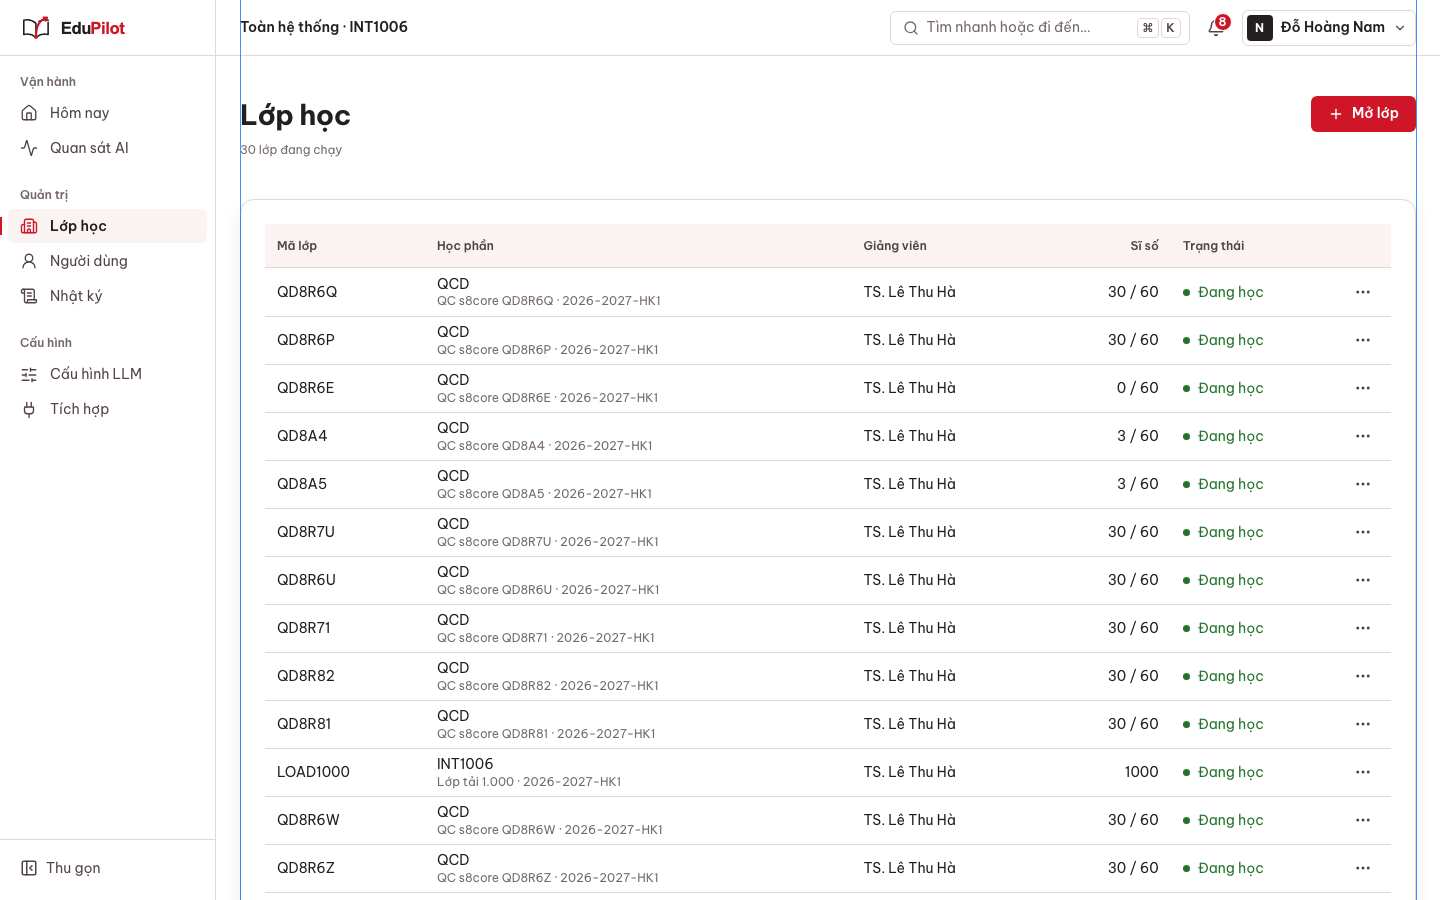 EduPilot
Toàn hệ thống · INT1006
Tìm nhanh hoặc đi đến...
⌘ K
8
N
Đỗ Hoàng Nam
Vận hành
Hôm nay
Quan sát AI
Quản trị
Lớp học
Người dùng
Nhật ký
Cấu hình
Cấu hình LLM
Tích hợp
Thu gọn
Lớp học
30 lớp đang chạy
+ Mở lớp
Mã lớp Học phần Giảng viên Sĩ số Trạng thái
QD8R6Q QCD TS. Lê Thu Hà 30 / 60 Đang học ...
QC s8core QD8R6Q · 2026-2027-HK1
QD8R6P QCD TS. Lê Thu Hà 30 / 60 Đang học ...
QC s8core QD8R6P · 2026-2027-HK1
QD8R6E QCD TS. Lê Thu Hà 0 / 60 Đang học ...
QC s8core QD8R6E · 2026-2027-HK1
QD8A4 QCD TS. Lê Thu Hà 3 / 60 Đang học ...
QC s8core QD8A4 · 2026-2027-HK1
QD8A5 QCD TS. Lê Thu Hà 3 / 60 Đang học ...
QC s8core QD8A5 · 2026-2027-HK1
QD8R7U QCD TS. Lê Thu Hà 30 / 60 Đang học ...
QC s8core QD8R7U · 2026-2027-HK1
QD8R6U QCD TS. Lê Thu Hà 30 / 60 Đang học ...
QC s8core QD8R6U · 2026-2027-HK1
QD8R71 QCD TS. Lê Thu Hà 30 / 60 Đang học ...
QC s8core QD8R71 · 2026-2027-HK1
QD8R82 QCD TS. Lê Thu Hà 30 / 60 Đang học ...
QC s8core QD8R82 · 2026-2027-HK1
QD8R81 QCD TS. Lê Thu Hà 30 / 60 Đang học ...
QC s8core QD8R81 · 2026-2027-HK1
LOAD1000 INT1006 TS. Lê Thu Hà 1000 Đang học ...
Lớp tải 1.000 · 2026-2027-HK1
QD8R6W QCD TS. Lê Thu Hà 30 / 60 Đang học ...
QC s8core QD8R6W · 2026-2027-HK1
QD8R6Z QCD TS. Lê Thu Hà 30 / 60 Đang học ...
QC s8core QD8R6Z · 2026-2027-HK1